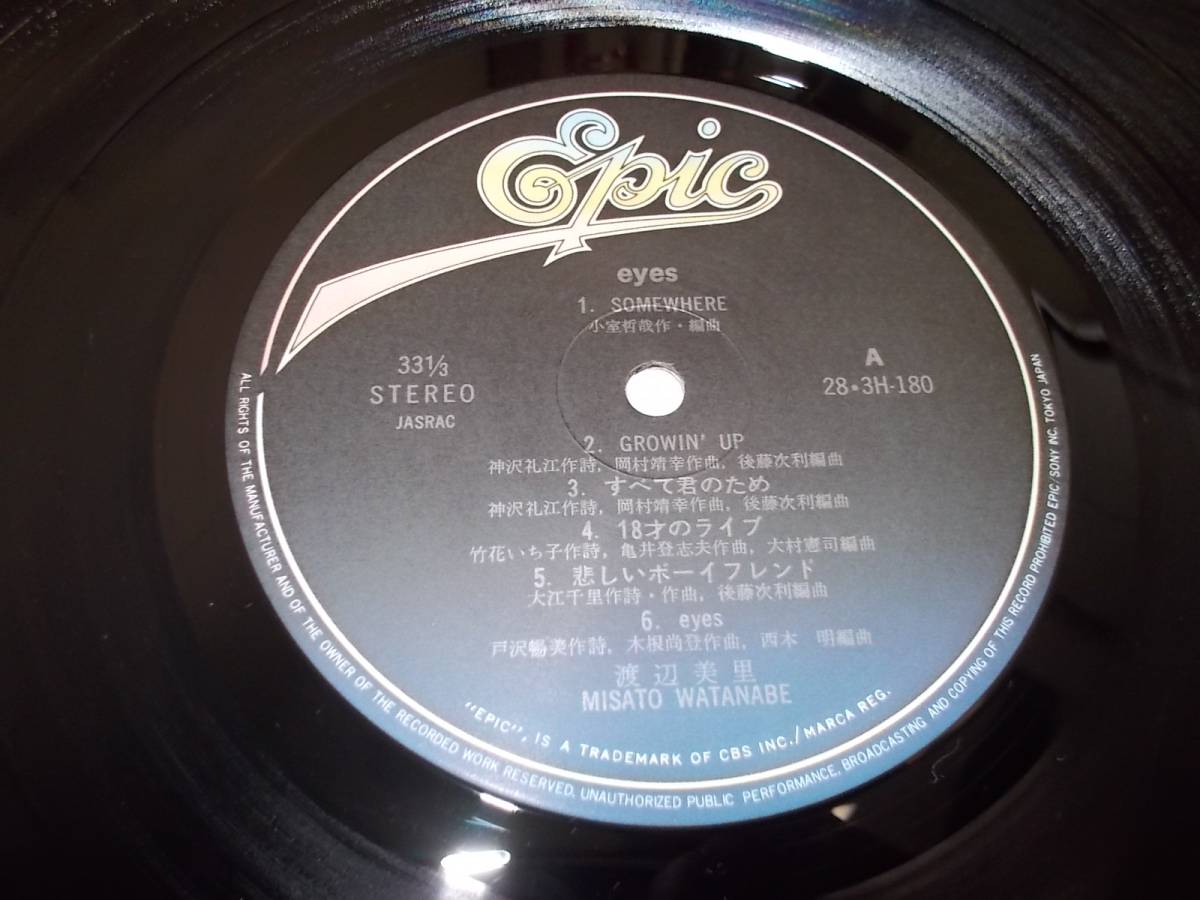 Epic
eyes
1. SOMEWHERE
小室哲哉作・編曲
33⅓
STEREO
JASRAC
A
28・3H-180
2. GROWIN' UP
神沢礼江作詩, 岡村靖幸作曲, 後藤次利編曲
3. すべて君のため
神沢礼江作詩, 岡村靖幸作曲, 後藤次利編曲
4. 18才のライブ
竹花いち子作詩, 亀井登志夫作曲, 大村憲司編曲
5. 悲しいボーイフレンド
大江千里作詩・作曲, 後藤次利編曲
6. eyes
戸沢暢美作詩, 木根尚登作曲, 西本 明編曲
渡辺美里
MISATO WATANABE
"EPIC", IS A TRADEMARK OF CBS INC./MARCA REG.
ALL RIGHTS OF THE MANUFACTURER AND OF THE OWNER OF THE RECORDED WORK RESERVED. UNAUTHORIZED PUBLIC PERFORMANCE, BROADCASTING AND COPYING OF THIS RECORD PROHIBITED EPIC/SONY INC. TOKYO JAPAN